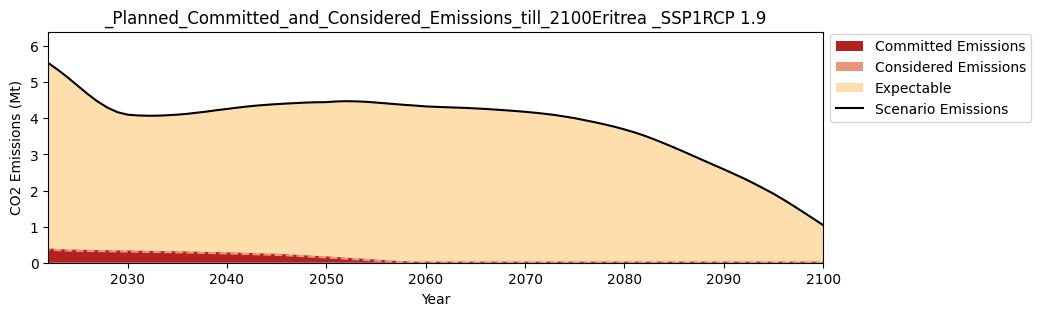 _Planned_Committed_and_Considered_Emissions_till_2100Eritrea _SSP1RCP 1.9
CO2 Emissions (Mt)
6
5
4
3
2
1
0
2030 2040 2050 2060 2070 2080 2090 2100
Year
Committed Emissions
Considered Emissions
Expectable
Scenario Emissions